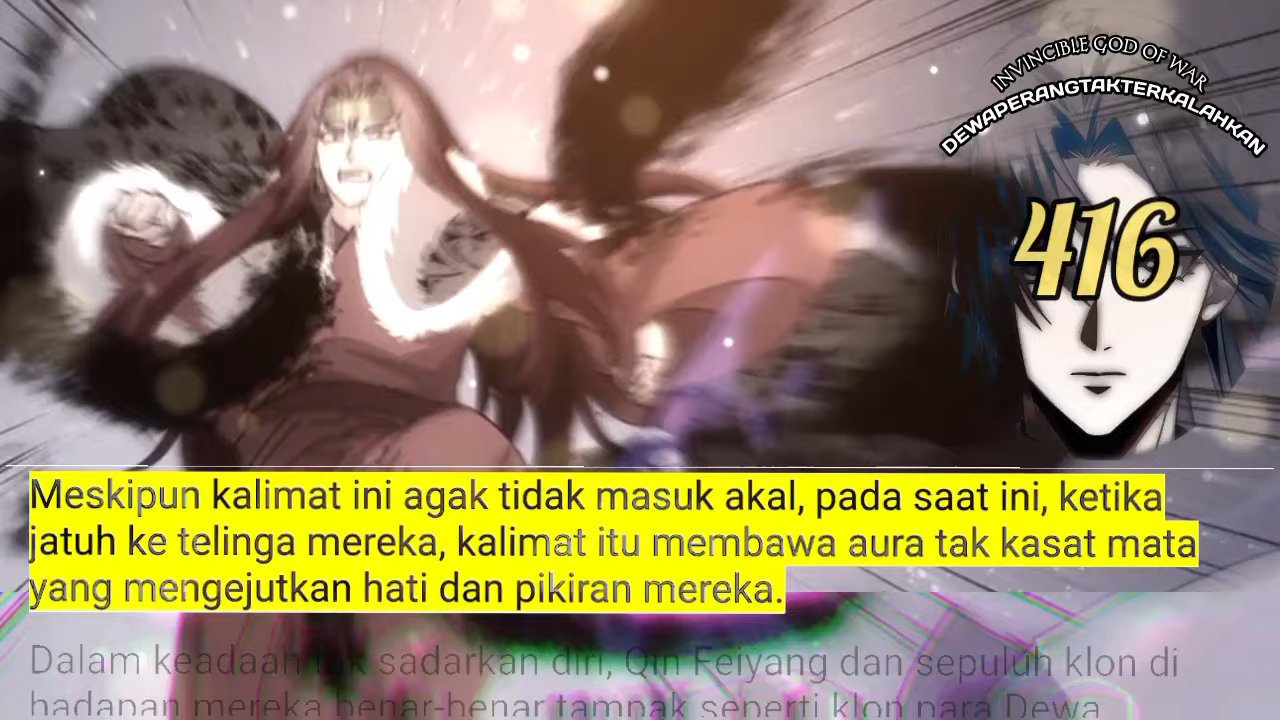 INVINCIBLE GOD OF WAR
DEWAPERANGTAKTERKALAHKAN
416
Meskipun kalimat ini agak tidak masuk akal, pada saat ini, ketika
jatuh ke telinga mereka, kalimat itu membawa aura tak kasat mata
yang mengejutkan hati dan pikiran mereka.
Dalam keadaan tak sadarkan diri, Qin Feiyang dan sepuluh klon di
hadapan mereka benar-benar tampak seperti klon para Dewa